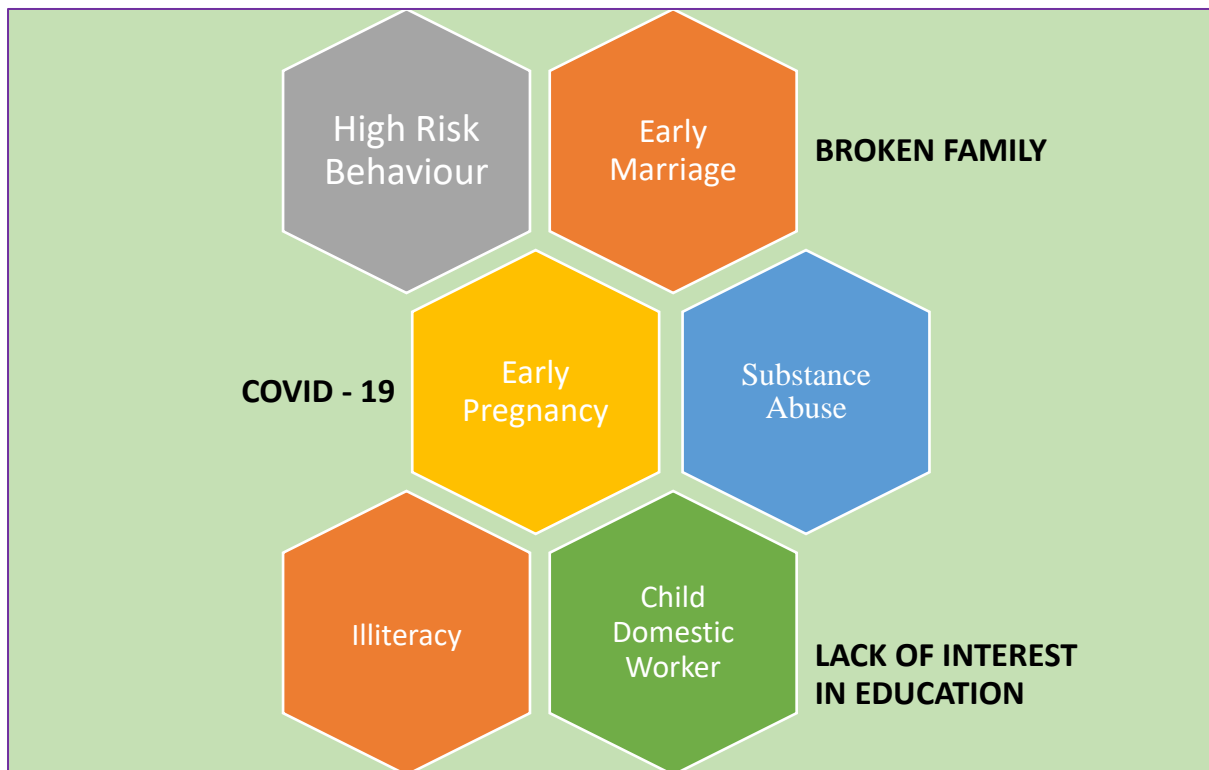 High Risk
Behaviour
Early
Marriage
BROKEN FAMILY
COVID - 19
Early
Pregnancy
Substance
Abuse
Illiteracy
Child
Domestic
Worker
LACK OF INTEREST
IN EDUCATION